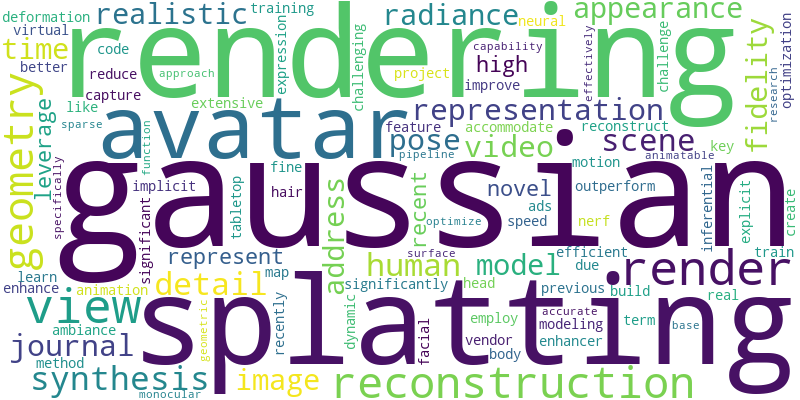 deformation
realistic
training
radiance
appearance
virtual
code
rendering
neural
capability
time
better
expression
challenging
project
high
effectively
challenge
fidelity
optimization
reduce
approach
capture
improve
research
like
extensive
avatar
representation
sparse
leverage
geometry
feature
accommodate
reconstruct
key
function
pose
pipeline
video
scene
animatable
specifically
gaussian
fine
motion
implicit
hair
novel
outperform
significant
tabletop
address
recent
ads
inferential
explicit
create
optimize
speed
nerf
represent
surface
efficient
render
train
learn
map
human
model
due
enhance
animation
detail
significantly
head
previous
build
real
view
recently
splatting
dynamic
employ
accurate
modeling
term
base
ambiance
geometric
facial
vendor
enhancer
journal
body
method
synthesis
image
reconstruction
monocular